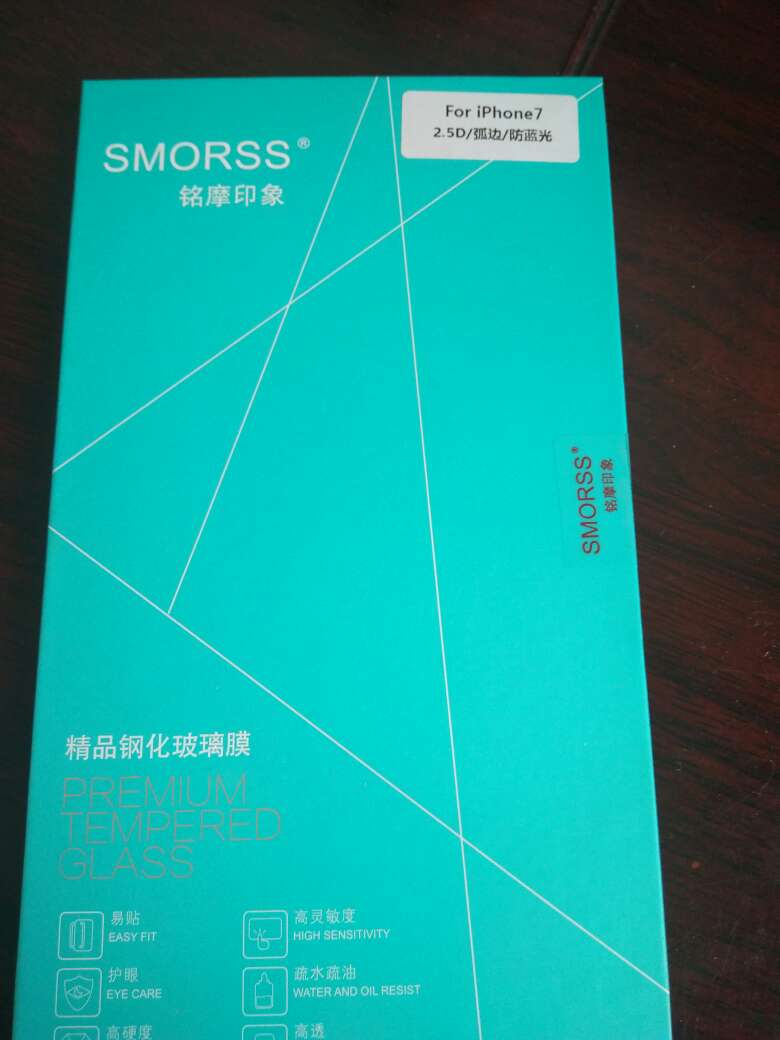 For iPhone7
2.5D/弧边/防蓝光
SMORSS®
铭摩印象
SMORSS®
铭摩印象
精品钢化玻璃膜
PREMIUM
TEMPERED
GLASS
易贴
EASY FIT
高灵敏度
HIGH SENSITIVITY
护眼
EYE CARE
疏水疏油
WATER AND OIL RESIST
高硬度
高透